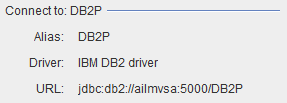 Connect to: DB2P
Alias: DB2P
Driver: IBM DB2 driver
URL: jdbc:db2://ailmvsa:5000/DB2P